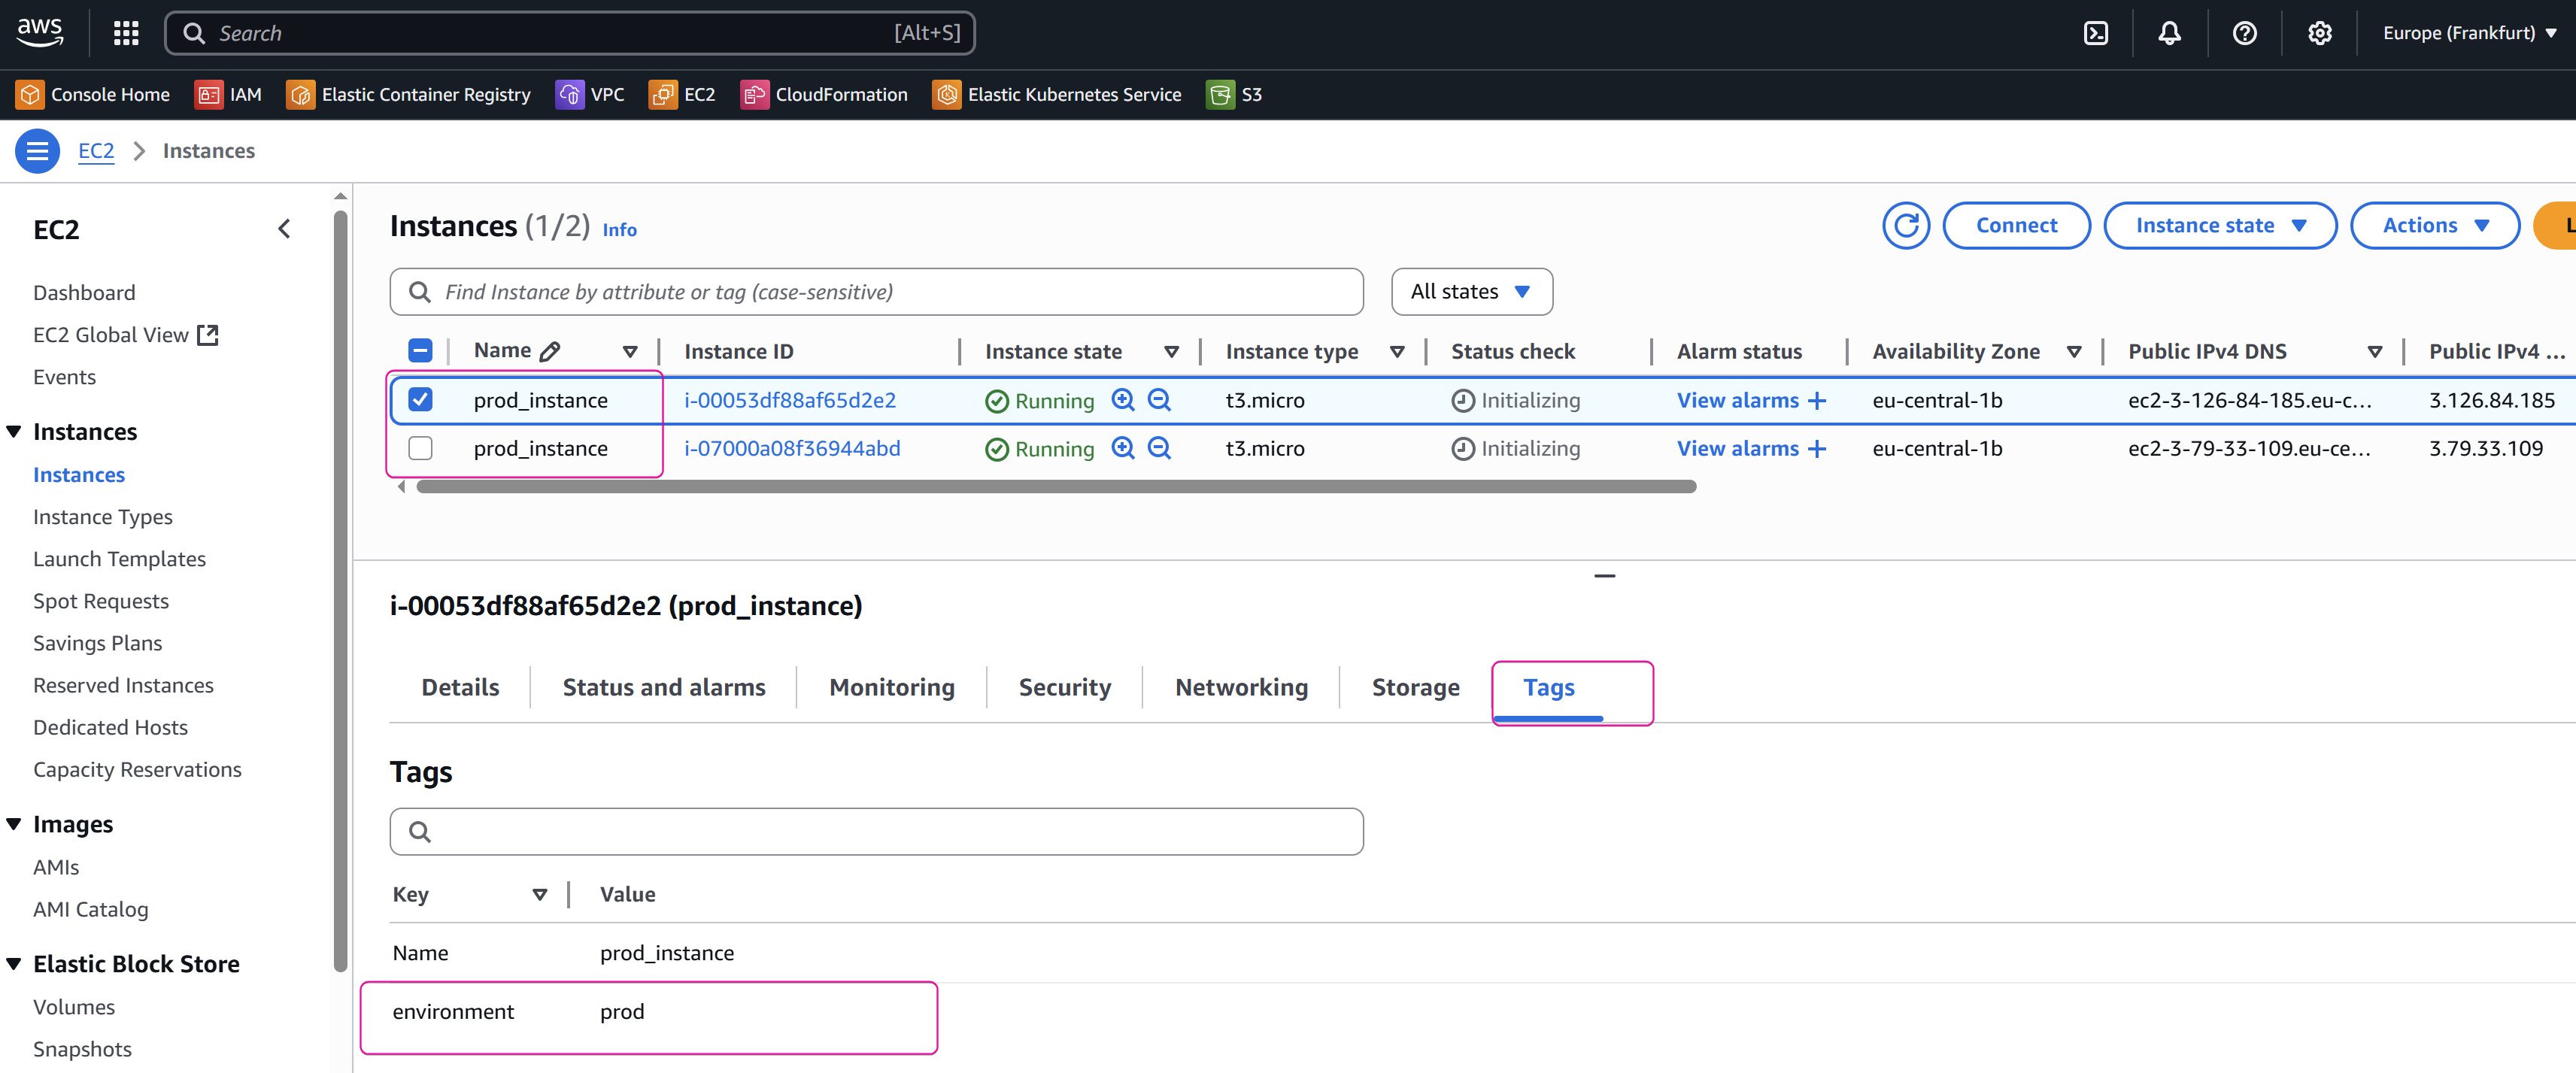 aws Search [Alt+S] Europe (Frankfurt)
Console Home IAM Elastic Container Registry VPC EC2 CloudFormation Elastic Kubernetes Service S3
EC2 Instances
EC2
Dashboard
EC2 Global View
Events
Instances
Instances
Instance Types
Launch Templates
Spot Requests
Savings Plans
Reserved Instances
Dedicated Hosts
Capacity Reservations
Images
AMIs
AMI Catalog
Elastic Block Store
Volumes
Snapshots
Instances (1/2) Info Connect Instance state Actions L
Find Instance by attribute or tag (case-sensitive) All states
Name Instance ID Instance state Instance type Status check Alarm status Availability Zone Public IPv4 DNS Public IPv4 ...
prod_instance i-00053df88af65d2e2 Running t3.micro Initializing View alarms + eu-central-1b ec2-3-126-84-185.eu-c... 3.126.84.185
prod_instance i-07000a08f36944abd Running t3.micro Initializing View alarms + eu-central-1b ec2-3-79-33-109.eu-ce... 3.79.33.109
i-00053df88af65d2e2 (prod_instance)
Details Status and alarms Monitoring Security Networking Storage Tags
Tags
Key Value
Name prod_instance
environment prod